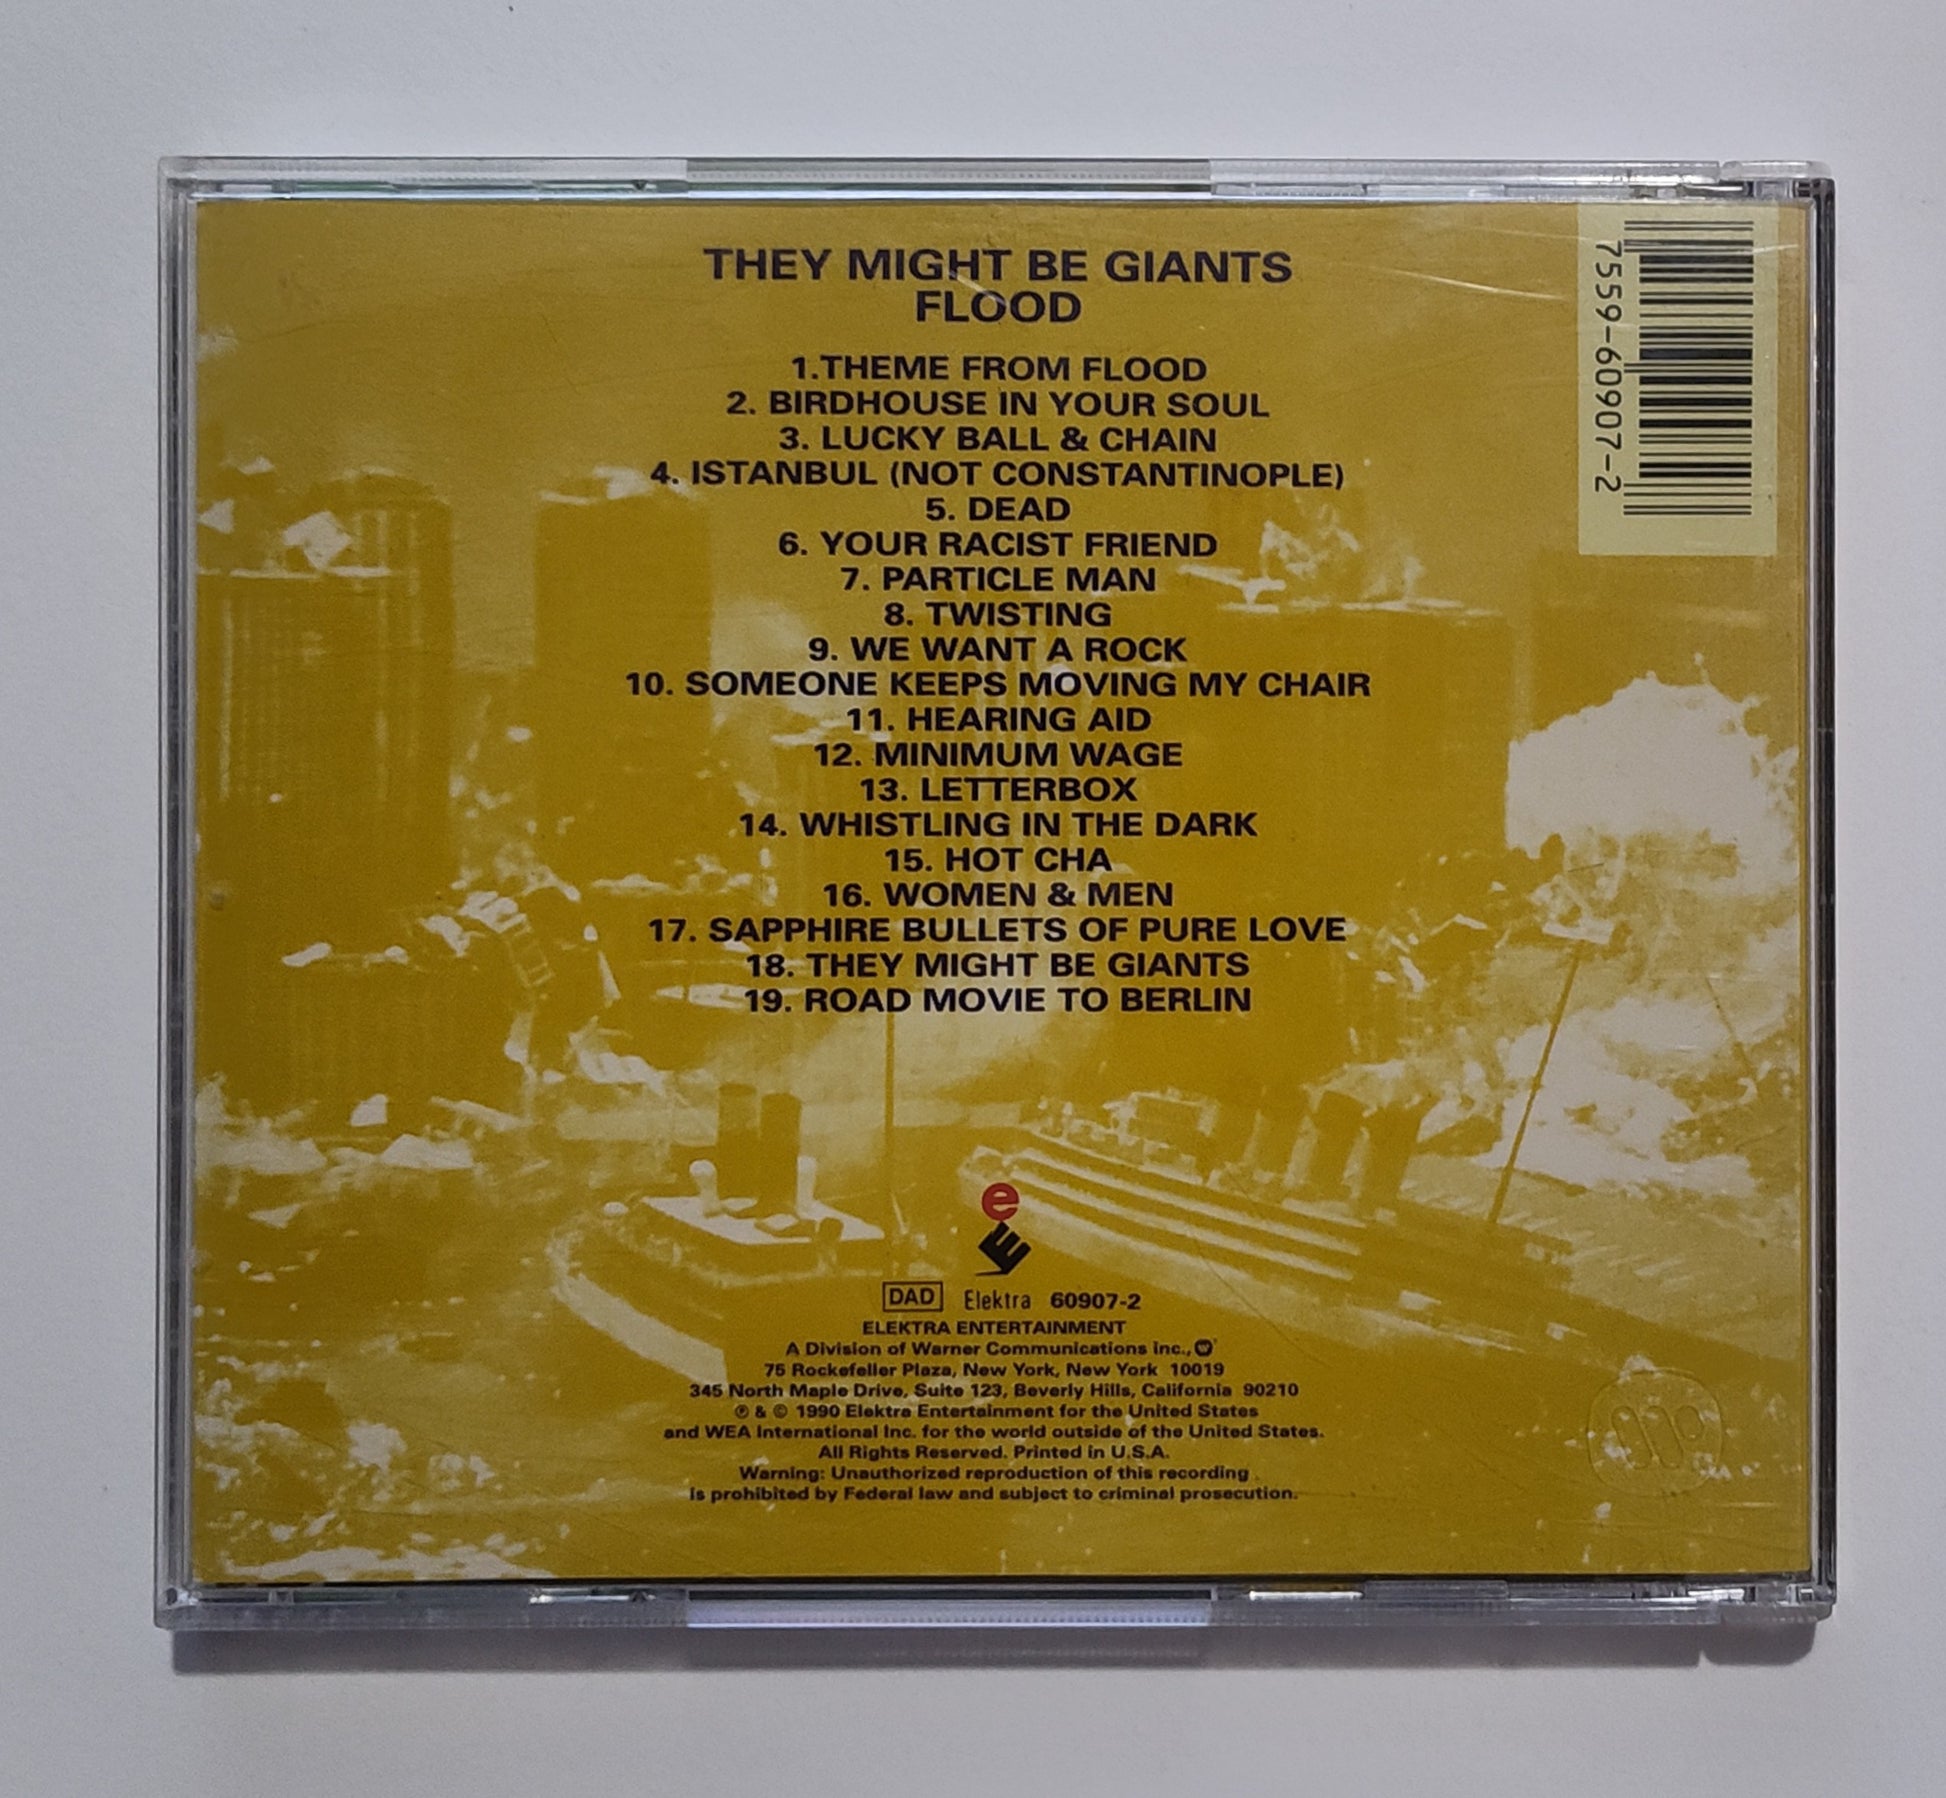 THEY MIGHT BE GIANTS
FLOOD
1.THEME FROM FLOOD
2. BIRDHOUSE IN YOUR SOUL
3. LUCKY BALL & CHAIN
4. ISTANBUL (NOT CONSTANTINOPLE)
5. DEAD
6. YOUR RACIST FRIEND
7. PARTICLE MAN
8. TWISTING
9. WE WANT A ROCK
10. SOMEONE KEEPS MOVING MY CHAIR
11. HEARING AID
12. MINIMUM WAGE
13. LETTERBOX
14. WHISTLING IN THE DARK
15. HOT CHA
16. WOMEN & MEN
17. SAPPHIRE BULLETS OF PURE LOVE
18. THEY MIGHT BE GIANTS
19. ROAD MOVIE TO BERLIN
7559-60907-2
e
E
DAD Elektra 60907-2
ELEKTRA ENTERTAINMENT
A Division of Warner Communications Inc.,
75 Rockefeller Plaza, New York, New York 10019
345 North Maple Drive, Suite 123, Beverly Hills, California 90210
℗ & © 1990 Elektra Entertainment for the United States
and WEA International Inc. for the world outside of the United States.
All Rights Reserved. Printed in U.S.A.
Warning: Unauthorized reproduction of this recording
is prohibited by Federal law and subject to criminal prosecution.